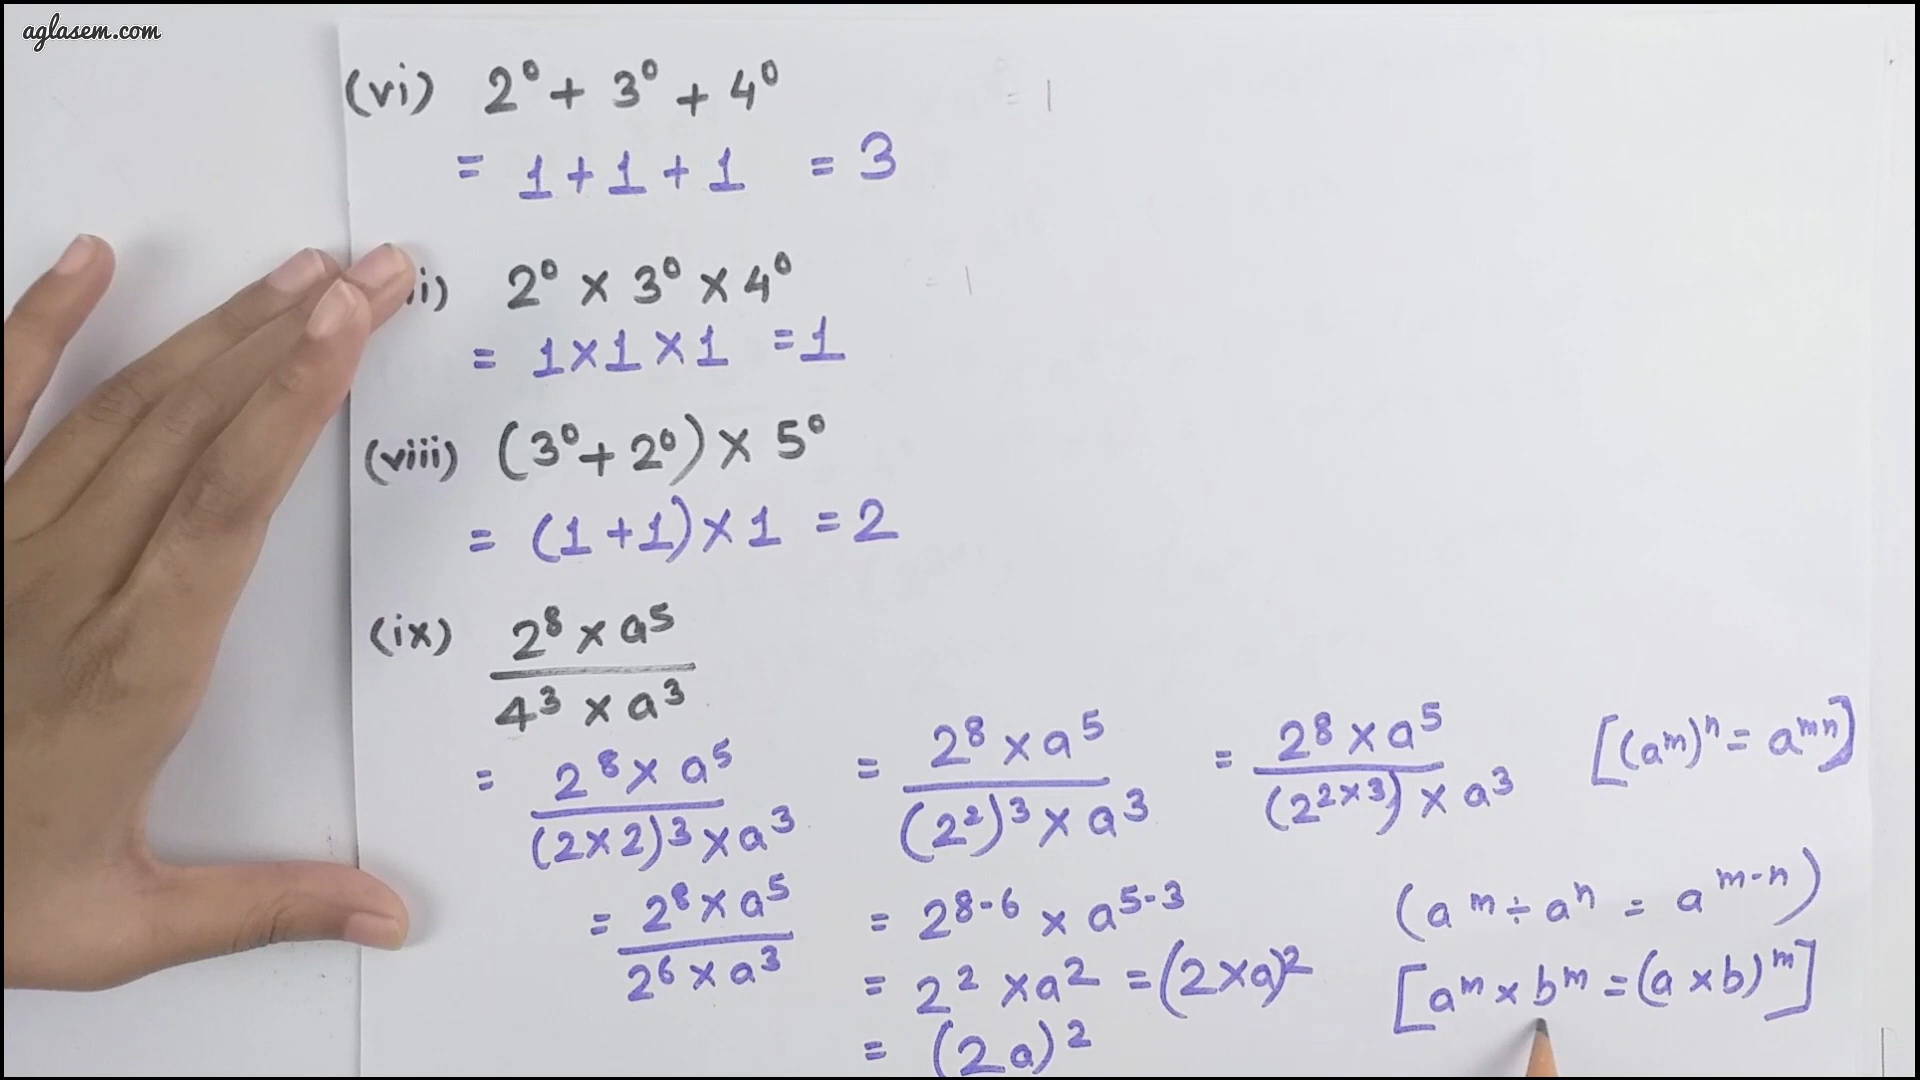 aglasem.com
(vi) 2⁰ + 3⁰ + 4⁰ = 1
= 1 + 1 + 1 = 3
ii) 2⁰ × 3⁰ × 4⁰ = 1
= 1 × 1 × 1 = 1
(viii) (3⁰ + 2⁰) × 5⁰
= (1 + 1) × 1 = 2
(ix) 2⁸ × a⁵
4³ × a³
= 2⁸ × a⁵ = 2⁸ × a⁵ = 2⁸ × a⁵ [(aᵐ)ⁿ = aᵐⁿ]
(2 × 2)³ × a³ (2²)³ × a³ (2²ˣ³) × a³
= 2⁸ × a⁵ = 2⁸⁻⁶ × a⁵⁻³ (aᵐ ÷ aⁿ = aᵐ⁻ⁿ)
2⁶ × a³ = 2² × a² = (2 × a)² [aᵐ × bᵐ = (a × b)ᵐ]
= (2a)²